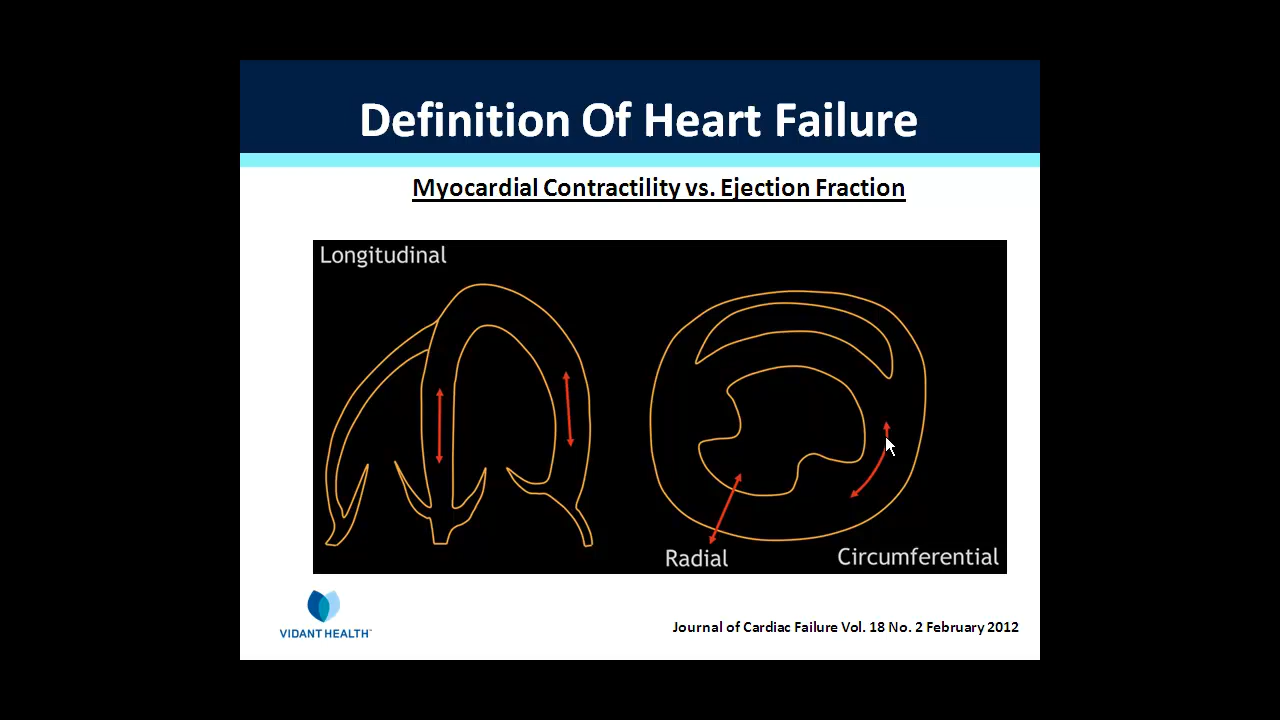 Definition Of Heart Failure
Myocardial Contractility vs. Ejection Fraction
Longitudinal
Radial
Circumferential
VIDANT HEALTH™
Journal of Cardiac Failure Vol. 18 No. 2 February 2012